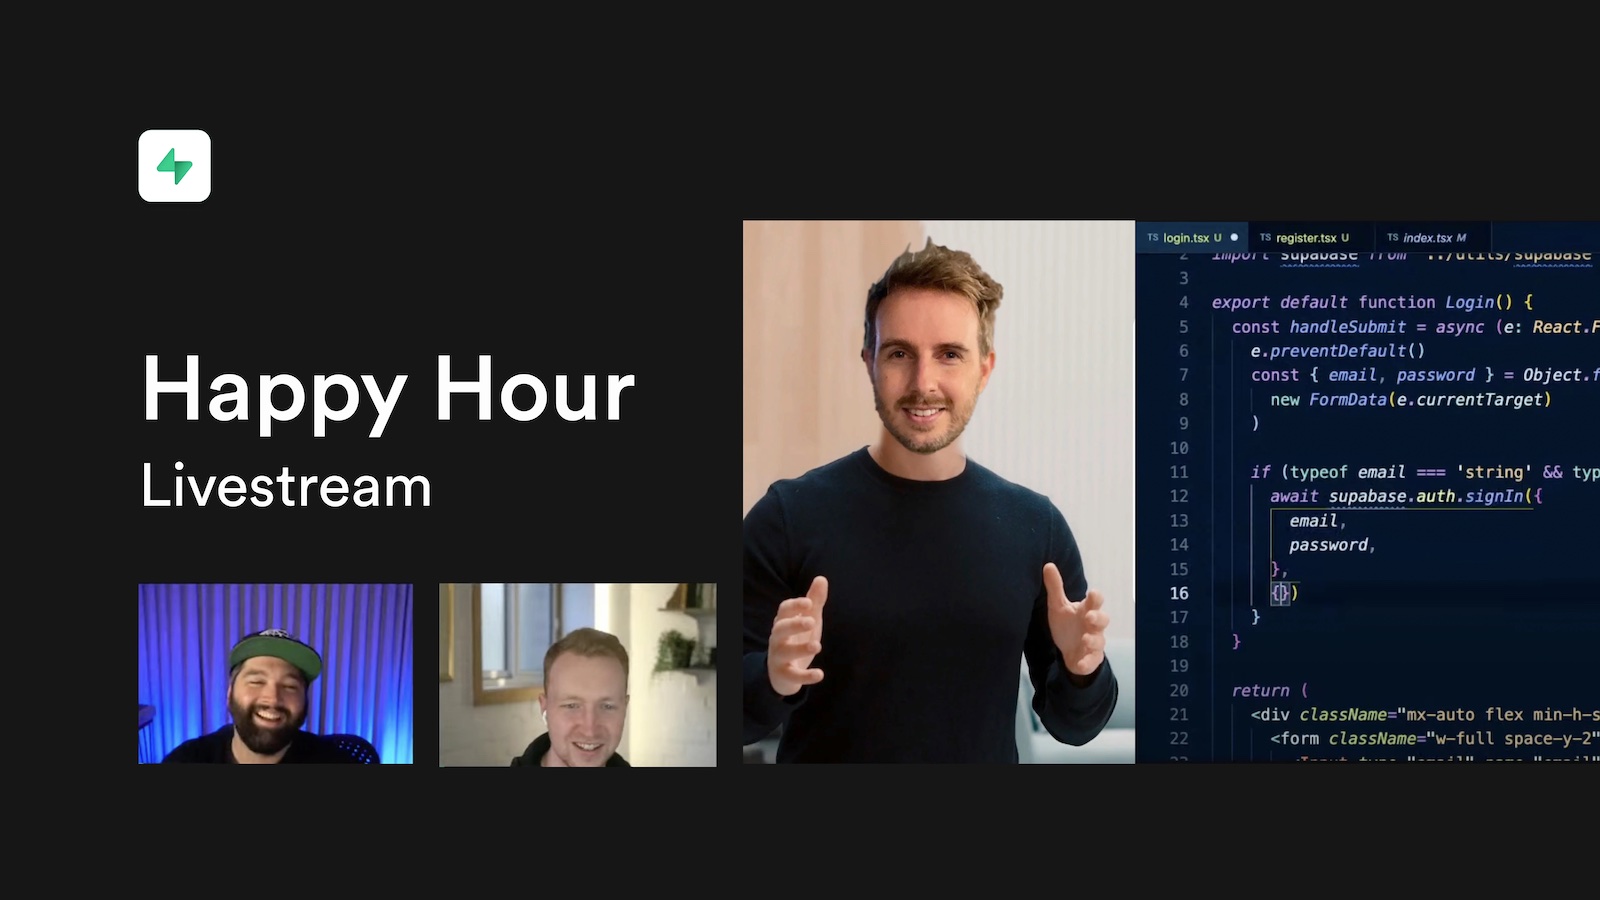 Happy Hour
Livestream
TS login.tsx U
TS register.tsx U
TS index.tsx M
2 import supabase from '../utils/supabase
3
4 export default function Login() {
5 const handleSubmit = async (e: React.F
6 e.preventDefault()
7 const { email, password } = Object.f
8 new FormData(e.currentTarget)
9 )
10
11 if (typeof email === 'string' && typ
12 await supabase.auth.signIn({
13 email,
14 password,
15 },
16 {})
17 }
18 }
19
20 return (
21 <div className="mx-auto flex min-h-s
22 <form className="w-full space-y-2"